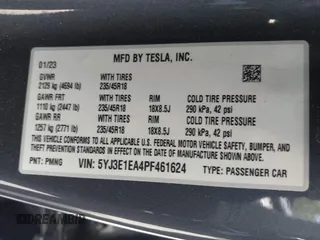 MFD BY TESLA, INC.
01/23
GVWR WITH TIRES
2129 kg (4694 lb) 235/45R18
GAWR FRT WITH TIRES RIM COLD TIRE PRESSURE
1110 kg (2447 lb) 235/45R18 18X8.5J 290 kPa, 42 psi
GAWR RR WITH TIRES RIM COLD TIRE PRESSURE
1257 kg (2771 lb) 235/45R18 18X8.5J 290 kPa, 42 psi
THIS VEHICLE CONFORMS TO ALL APPLICABLE
FEDERAL MOTOR VEHICLE SAFETY, BUMPER, AND
THEFT PREVENTION STANDARDS IN EFFECT ON THE
DATE OF MANUFACTURE SHOWN ABOVE.
PNT: PMNG VIN: 5YJ3E1EA4PF461624 TYPE: PASSENGER CAR
DREAMBID